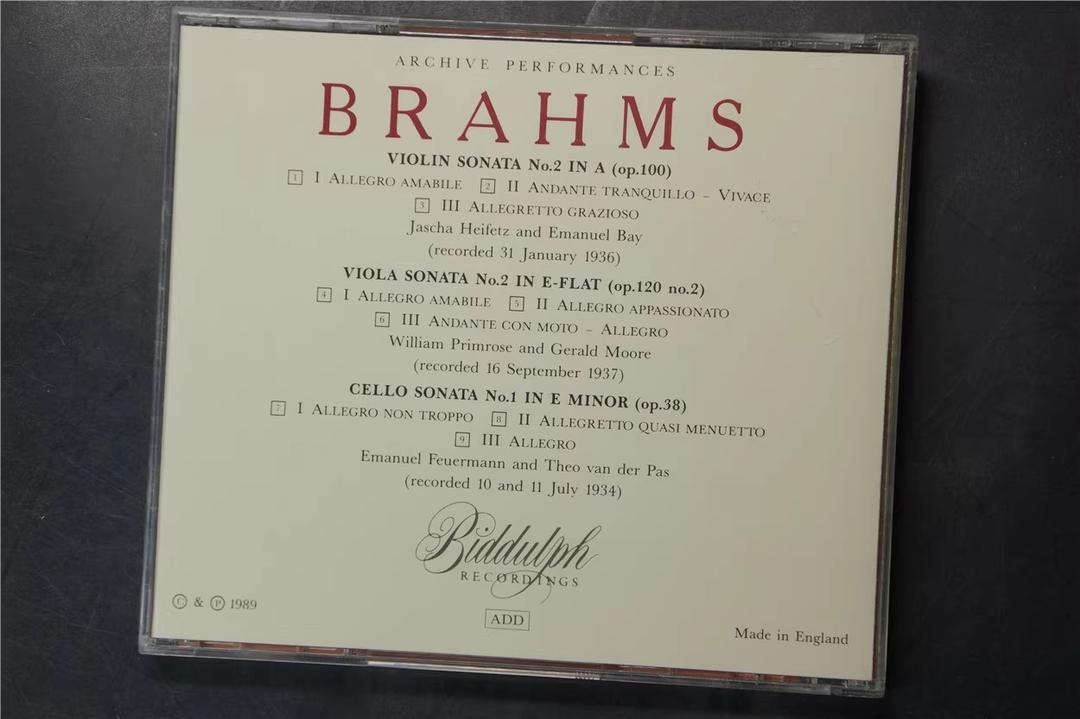 ARCHIVE PERFORMANCES
BRAHMS
VIOLIN SONATA No.2 IN A (op.100)
1 I ALLEGRO AMABILE 2 II ANDANTE TRANQUILLO – VIVACE
3 III ALLEGRETTO GRAZIOSO
Jascha Heifetz and Emanuel Bay
(recorded 31 January 1936)
VIOLA SONATA No.2 IN E-FLAT (op.120 no.2)
4 I ALLEGRO AMABILE 5 II ALLEGRO APPASSIONATO
6 III ANDANTE CON MOTO – ALLEGRO
William Primrose and Gerald Moore
(recorded 16 September 1937)
CELLO SONATA No.1 IN E MINOR (op.38)
7 I ALLEGRO NON TROPPO 8 II ALLEGRETTO QUASI MENUETTO
9 III ALLEGRO
Emanuel Feuermann and Theo van der Pas
(recorded 10 and 11 July 1934)
Biddulph
RECORDINGS
© & ℗ 1989
ADD
Made in England